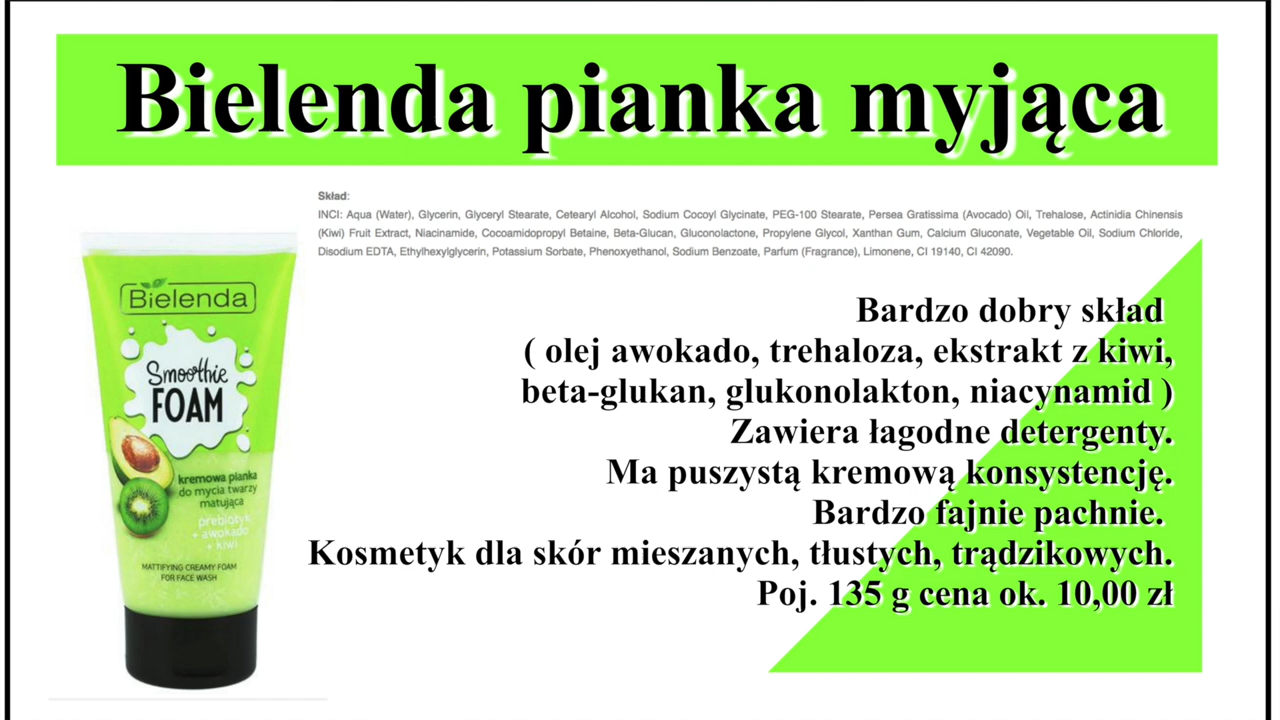 Bielenda pianka myjąca
Skład:
INCI: Aqua (Water), Glycerin, Glyceryl Stearate, Cetearyl Alcohol, Sodium Cocoyl Glycinate, PEG-100 Stearate, Persea Gratissima (Avocado) Oil, Trehalose, Actinidia Chinensis
(Kiwi) Fruit Extract, Niacinamide, Cocoamidopropyl Betaine, Beta-Glucan, Gluconolactone, Propylene Glycol, Xanthan Gum, Calcium Gluconate, Vegetable Oil, Sodium Chloride,
Disodium EDTA, Ethylhexylglycerin, Potassium Sorbate, Phenoxyethanol, Sodium Benzoate, Parfum (Fragrance), Limonene, CI 19140, CI 42090.
Bielenda
Smoothie
FOAM
kremowa pianka
do mycia twarzy
matująca
prebiotyk
+ awokado
+ kiwi
MATTIFYING CREAMY FOAM
FOR FACE WASH
Bardzo dobry skład
( olej awokado, trehaloza, ekstrakt z kiwi,
beta-glukan, glukonolakton, niacynamid )
Zawiera łagodne detergenty.
Ma puszystą kremową konsystencję.
Bardzo fajnie pachnie.
Kosmetyk dla skór mieszanych, tłustych, trądzikowych.
Poj. 135 g cena ok. 10,00 zł